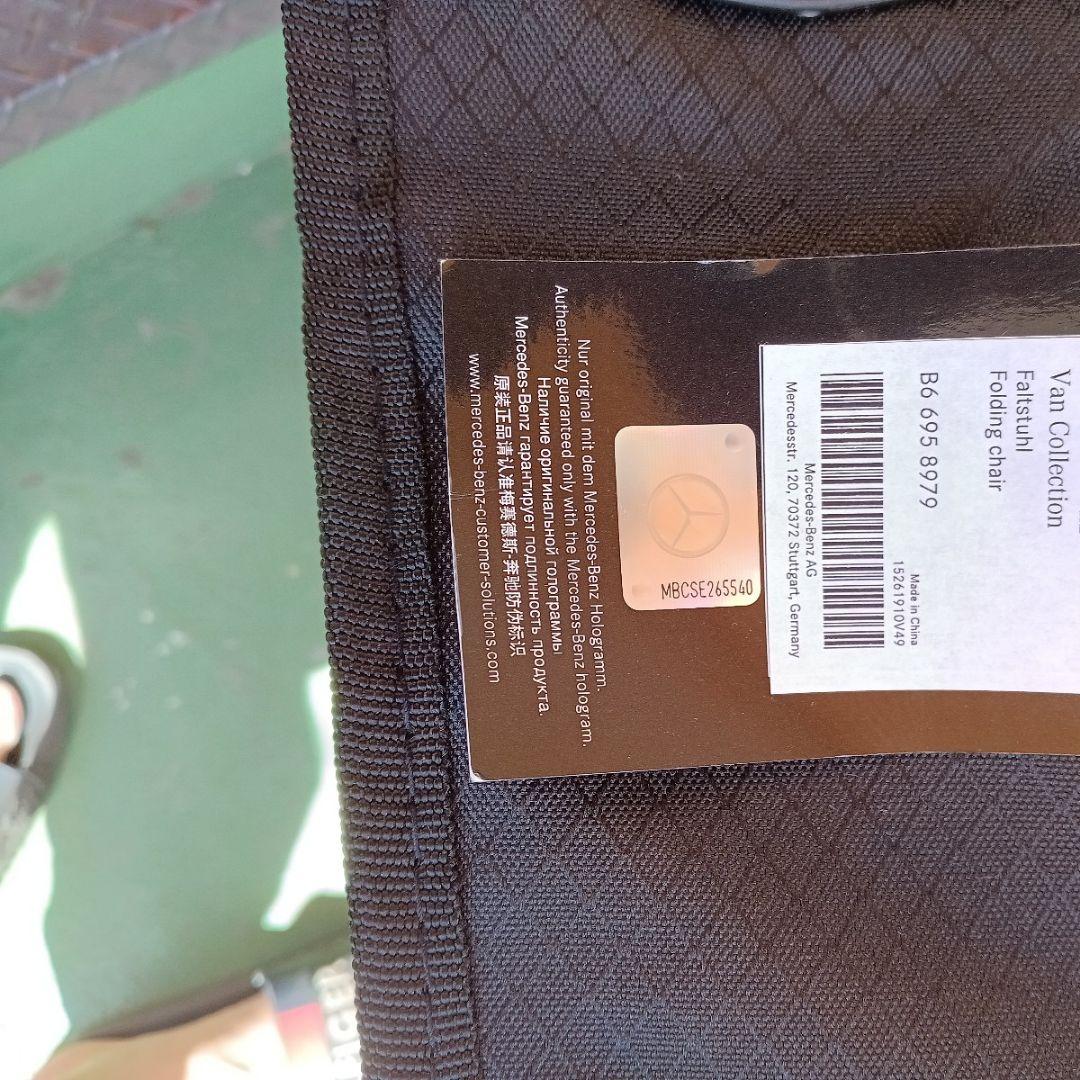 Van Collection
Faltstuhl
Folding chair
B6 695 8979
Made in China
15261910V49
Mercedes-Benz AG
Mercedesstr. 120, 70372 Stuttgart, Germany
MBCSE265540
Nur original mit dem Mercedes-Benz Hologramm.
Authenticity guaranteed only with the Mercedes-Benz hologram.
Наличие оригинальной голограммы
Mercedes-Benz гарантирует подлинность продукта.
原装正品请认准梅赛德斯-奔驰防伪标识
www.mercedes-benz-customer-solutions.com